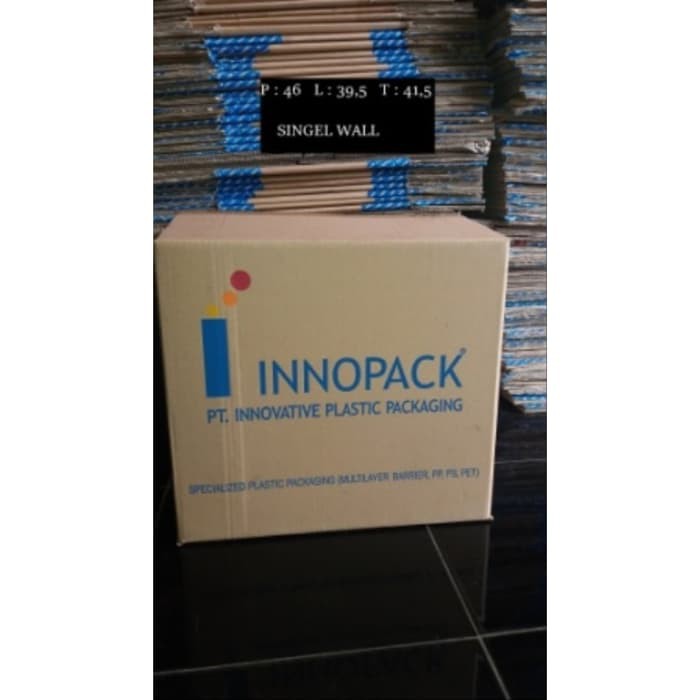 P : 46 L : 39,5 T : 41,5
SINGEL WALL
INNOPACK®
PT. INNOVATIVE PLASTIC PACKAGING
SPECIALIZED PLASTIC PACKAGING (MULTILAYER BARRIER, PP, PS, PET)